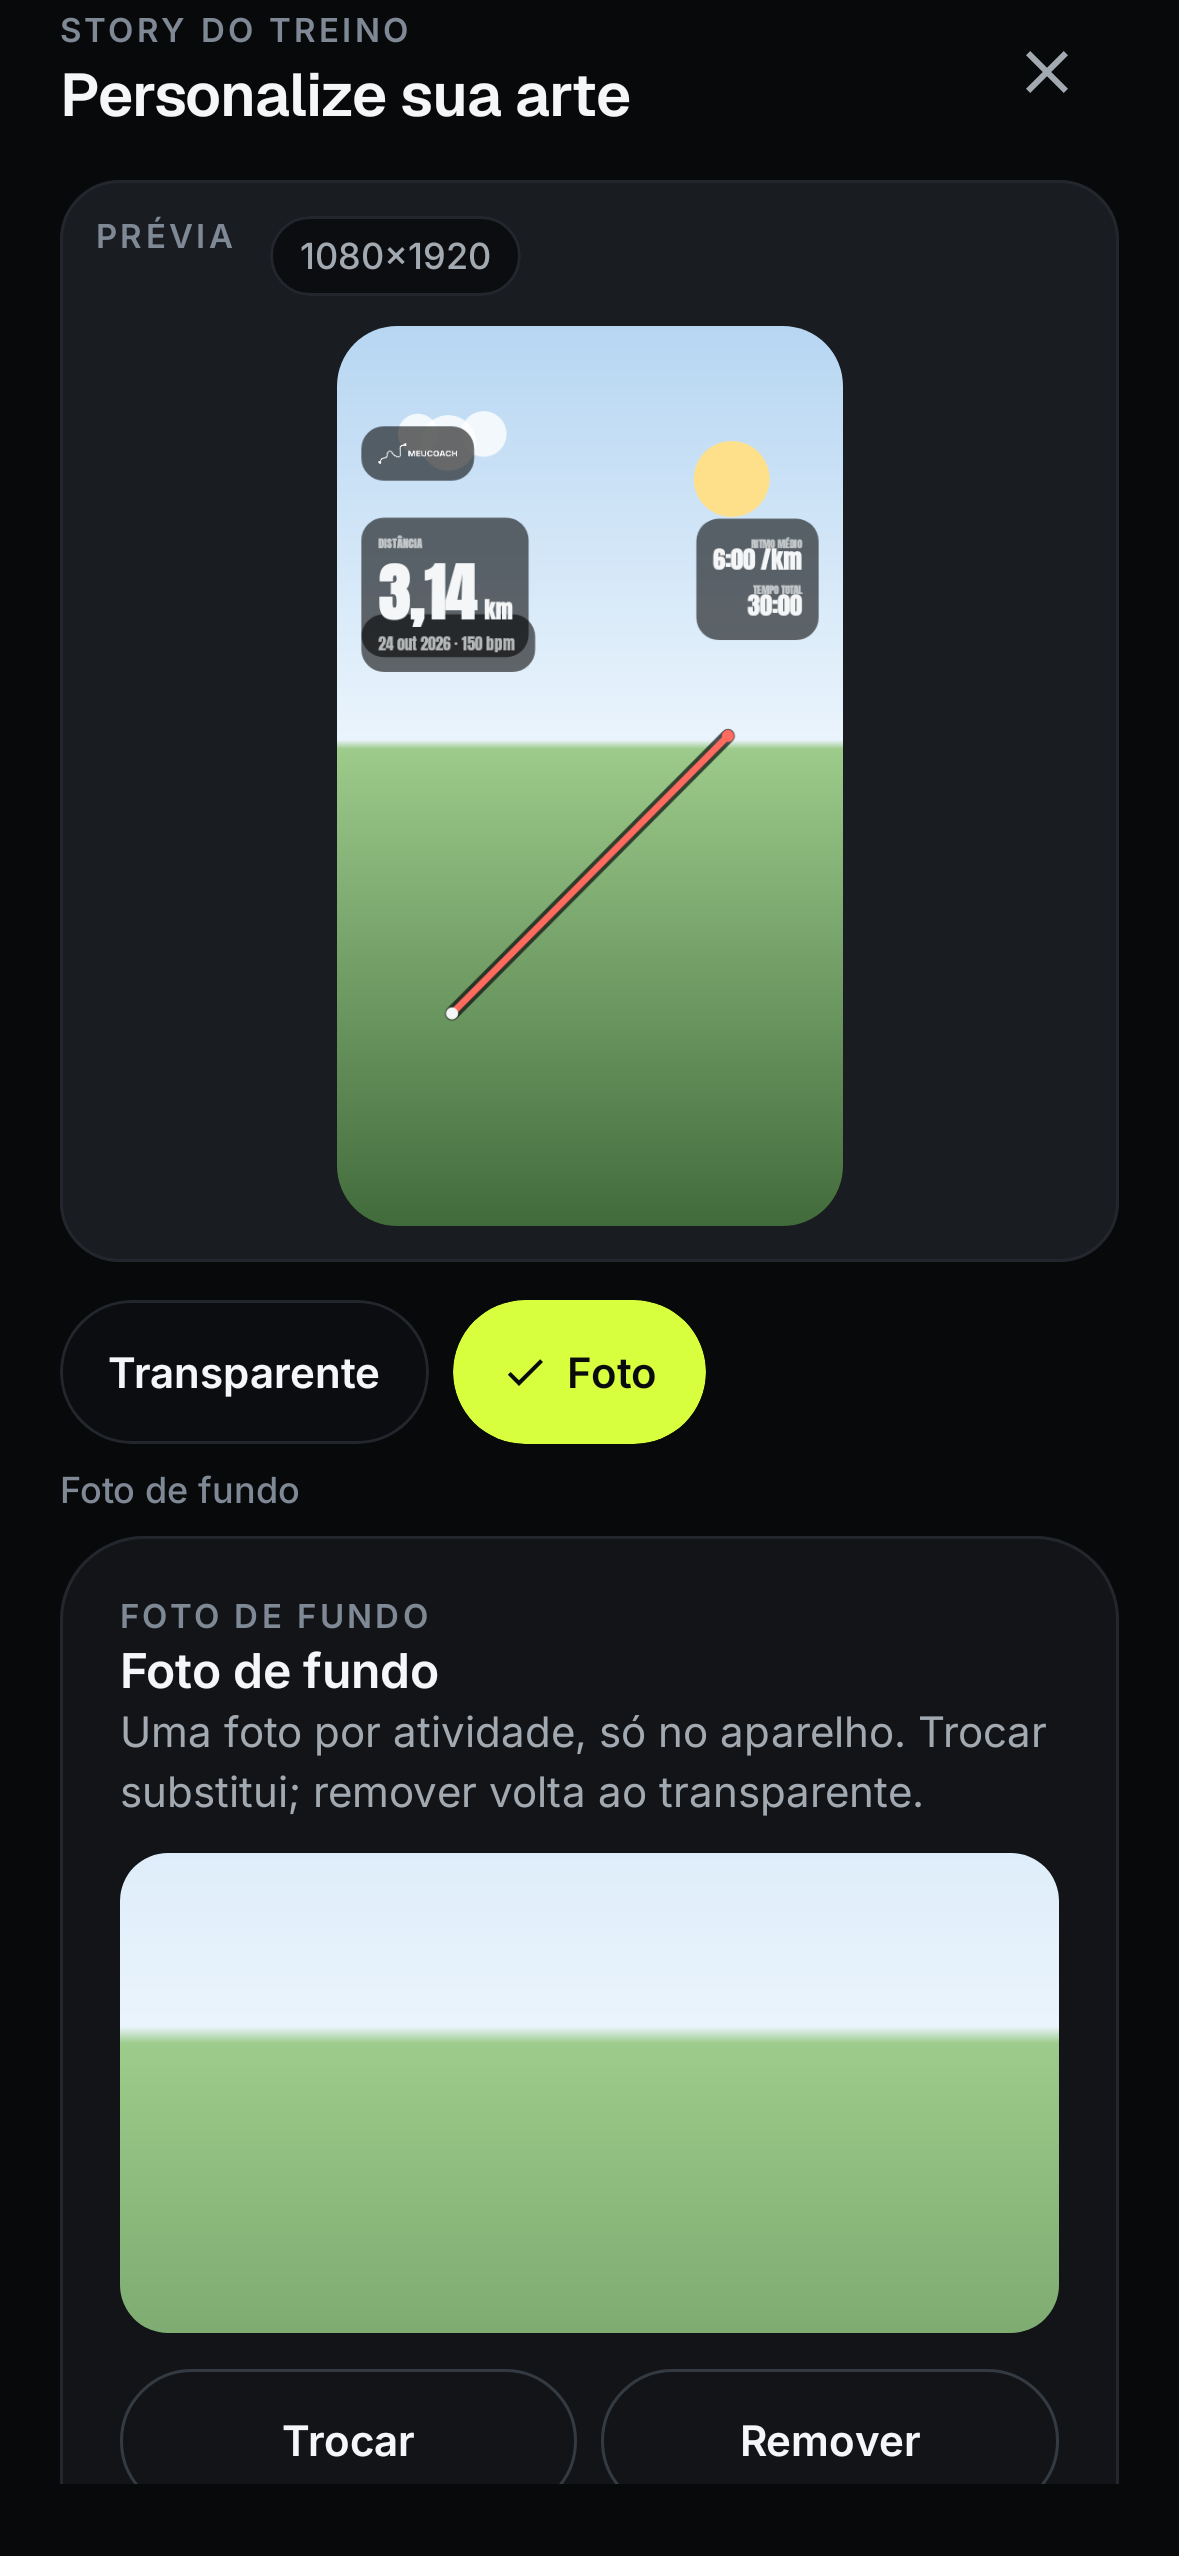 STORY DO TREINO
Personalize sua arte
PRÉVIA
1080×1920
MEUCOACH
DISTÂNCIA
3,14 km
24 out 2026 · 150 bpm
RITMO MÉDIO
6:00 /km
TEMPO TOTAL
30:00
Transparente
Foto
Foto de fundo
FOTO DE FUNDO
Foto de fundo
Uma foto por atividade, só no aparelho. Trocar
substitui; remover volta ao transparente.
Trocar
Remover